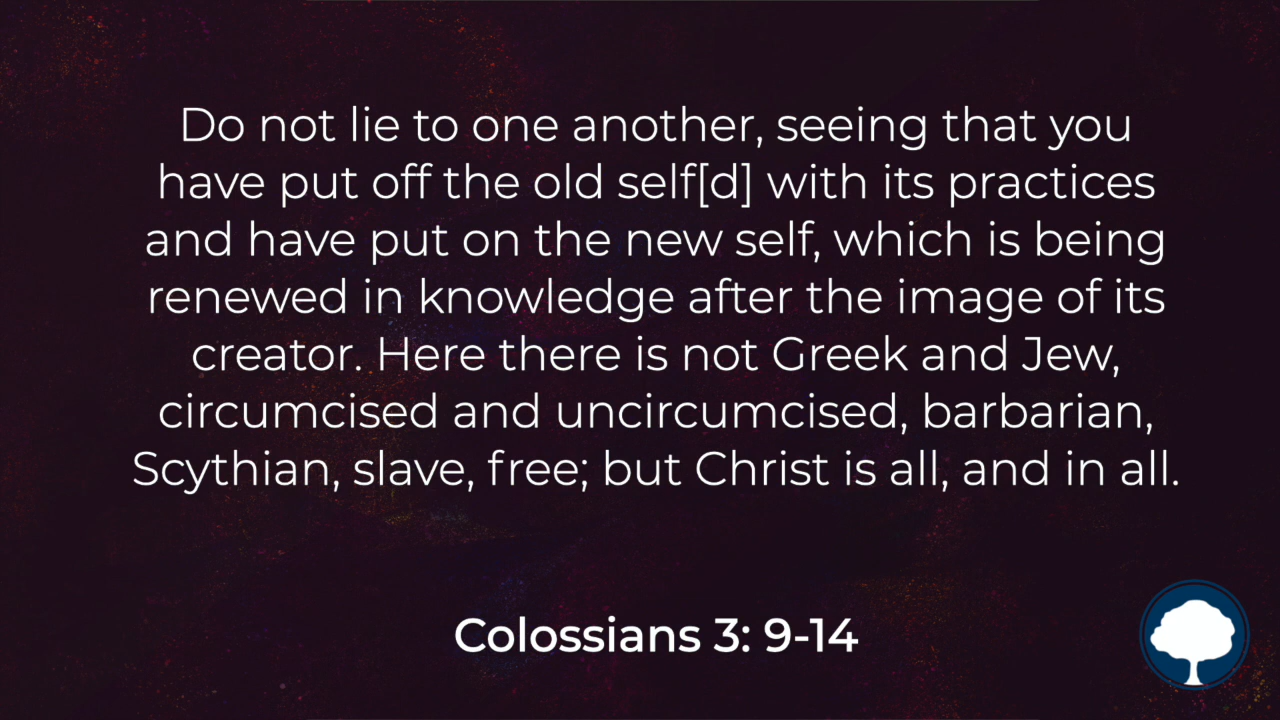 Do not lie to one another, seeing that you
have put off the old self[d] with its practices
and have put on the new self, which is being
renewed in knowledge after the image of its
creator. Here there is not Greek and Jew,
circumcised and uncircumcised, barbarian,
Scythian, slave, free; but Christ is all, and in all.
Colossians 3: 9-14